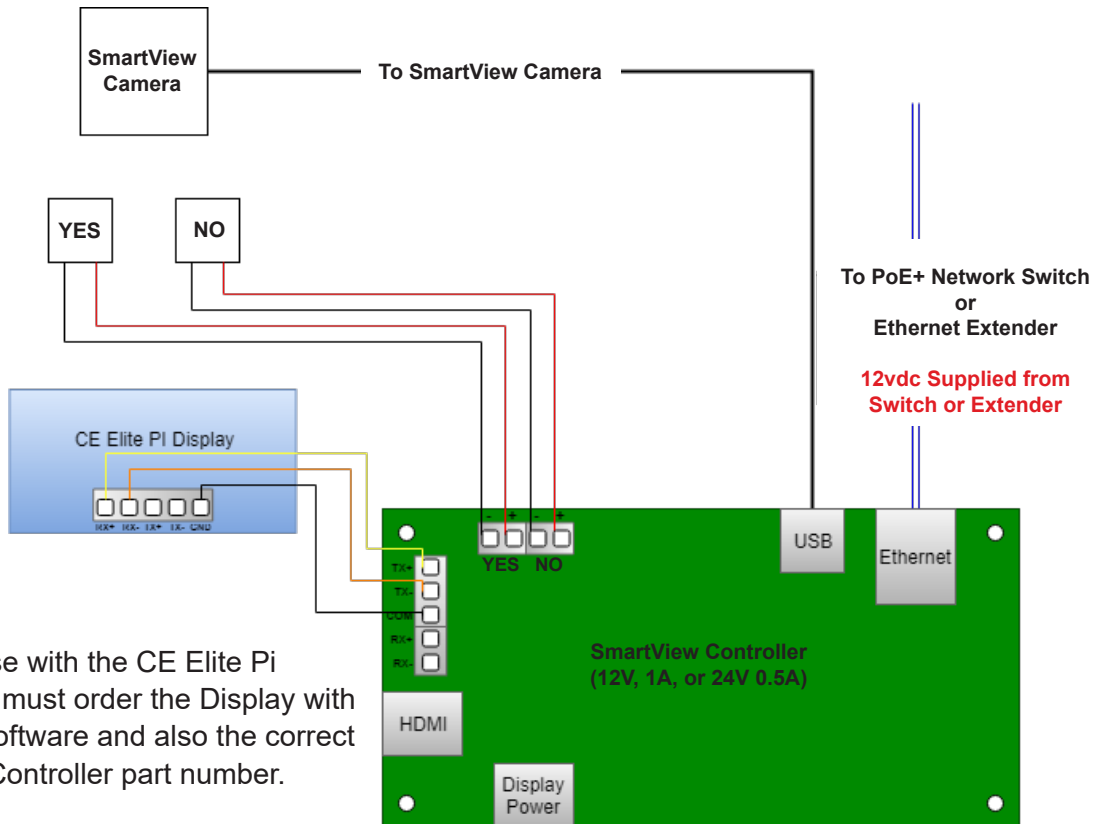 SmartView
Camera
To SmartView Camera
YES
NO
To PoE+ Network Switch
or
Ethernet Extender
12vdc Supplied from
Switch or Extender
CE Elite PI Display
RX+ RX- TX+ TX- GND
- + - +
YES NO
USB
Ethernet
TX+
TX-
COM
RX+
RX-
SmartView Controller
(12V, 1A, or 24V 0.5A)
se with the CE Elite Pi
must order the Display with
oftware and also the correct
Controller part number.
HDMI
Display
Power